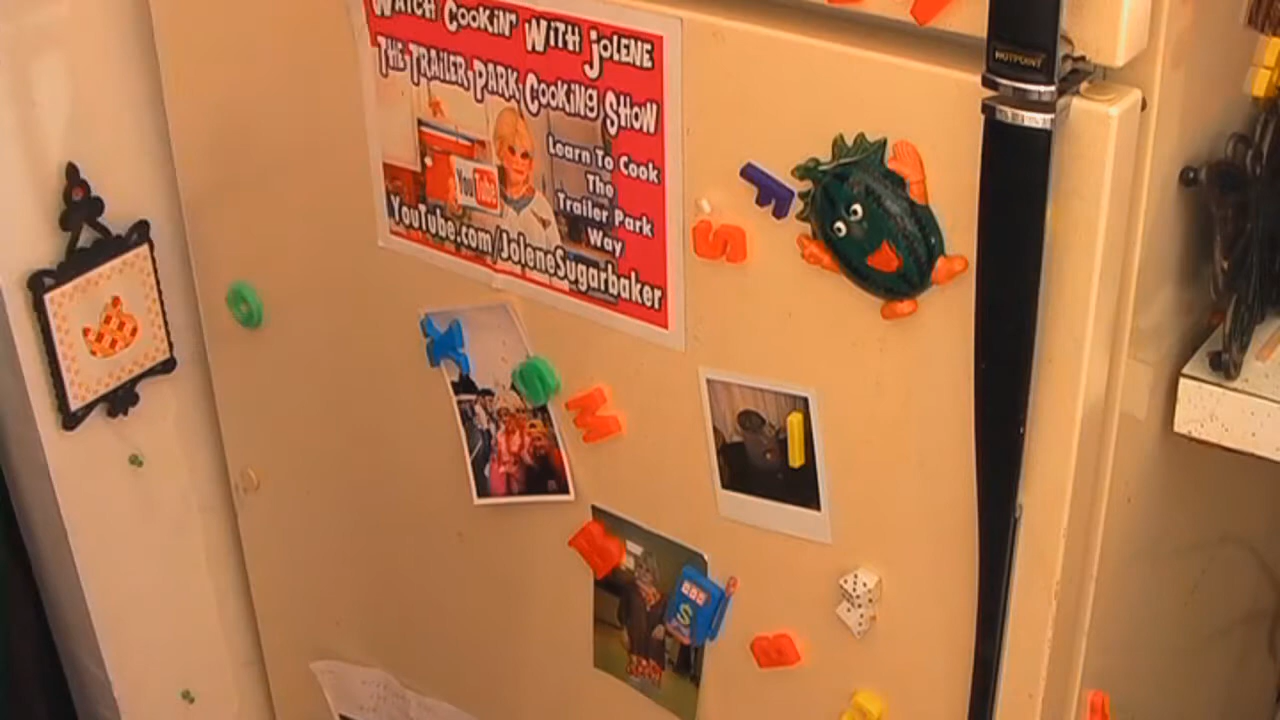 WATCH COOKIN' WITH JOLENE
THE TRAILER PARK COOKING SHOW
Learn To Cook
The
Trailer Park
Way
YouTube
YouTube.com/JoleneSugarbaker
HOTPOINT
F
S
X
M
$